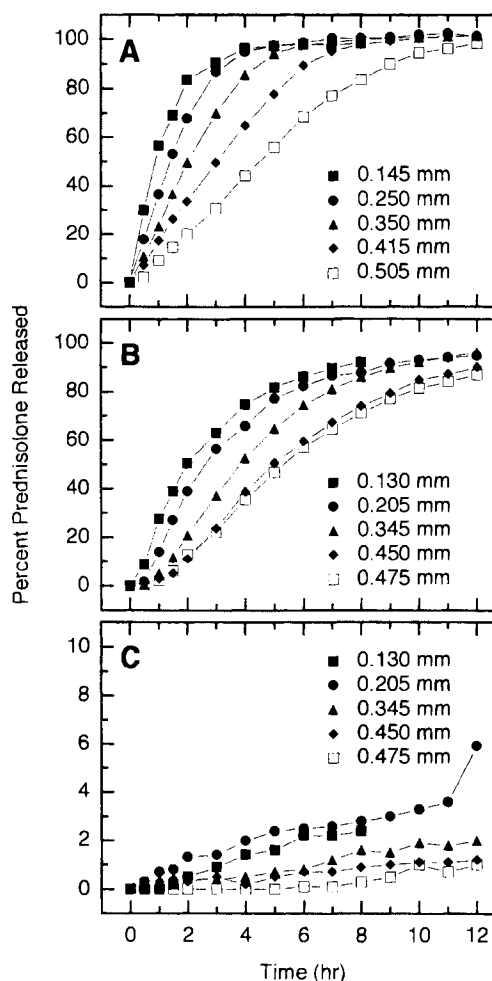 A
100
80
60
40
20
0
0.145 mm
0.250 mm
0.350 mm
0.415 mm
0.505 mm
Percent Prednisolone Released
B
100
80
60
40
20
0
0.130 mm
0.205 mm
0.345 mm
0.450 mm
0.475 mm
C
10
8
6
4
2
0
0.130 mm
0.205 mm
0.345 mm
0.450 mm
0.475 mm
0 2 4 6 8 10 12
Time (hr)